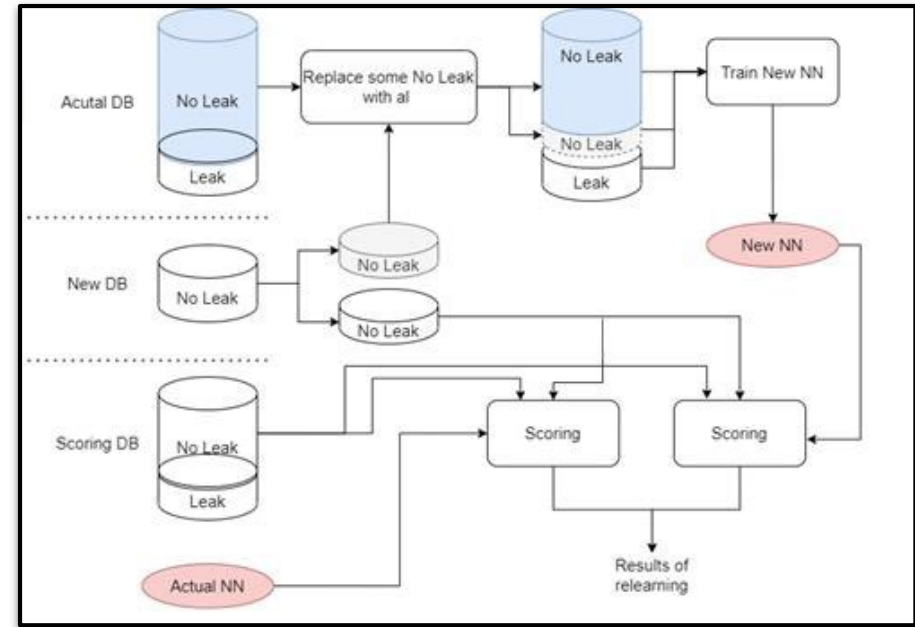 No Leak
Replace some No Leak
with al
No Leak
Train New NN
Acutal DB
No Leak
No Leak
Leak
Leak
New NN
No Leak
New DB
No Leak
No Leak
Scoring DB
No Leak
Scoring
Scoring
Leak
Actual NN
Results of
relearning